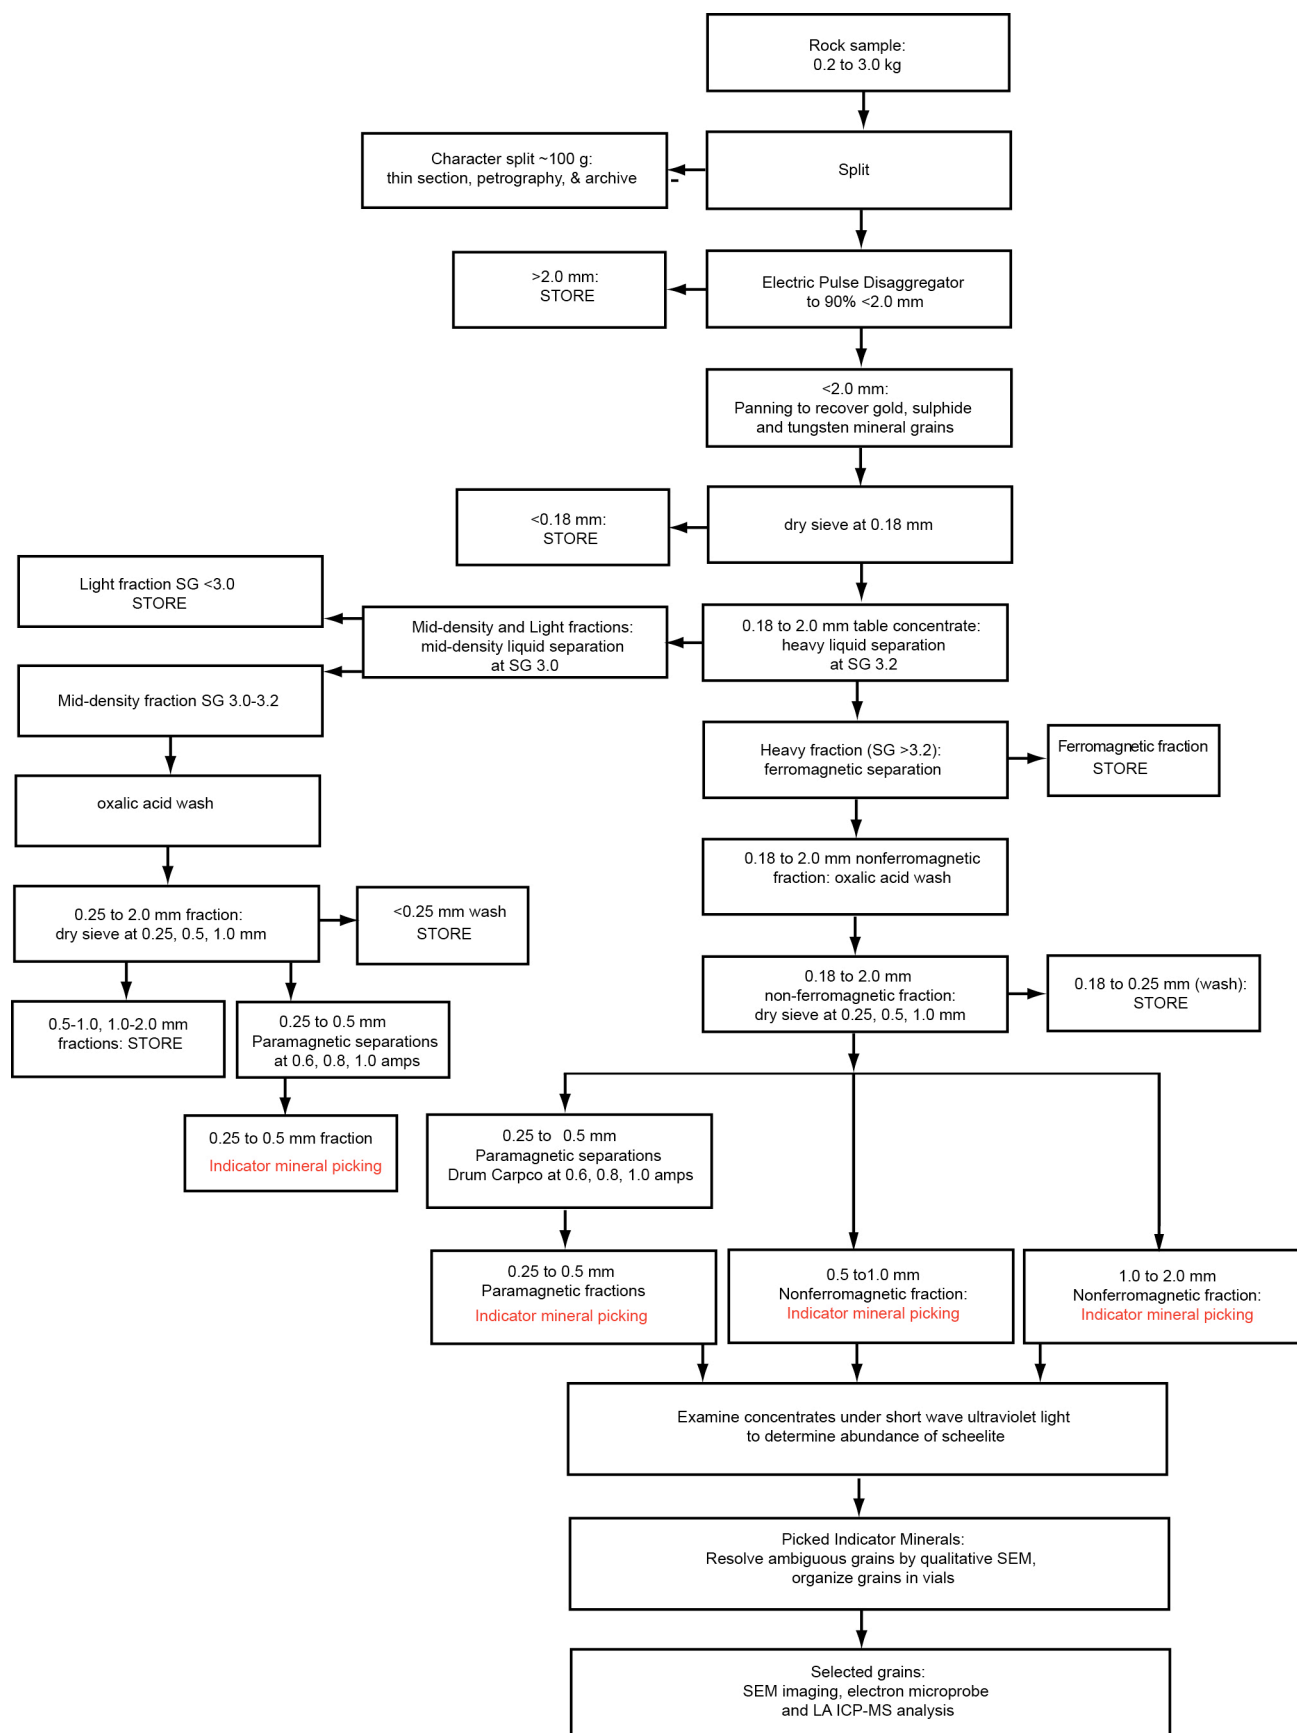 Rock sample:
0.2 to 3.0 kg
Character split ~100 g:
thin section, petrography, & archive
Split
>2.0 mm:
STORE
Electric Pulse Disaggregator
to 90% <2.0 mm
<2.0 mm:
Panning to recover gold, sulphide
and tungsten mineral grains
<0.18 mm:
STORE
dry sieve at 0.18 mm
Light fraction SG <3.0
STORE
Mid-density and Light fractions:
mid-density liquid separation
at SG 3.0
0.18 to 2.0 mm table concentrate:
heavy liquid separation
at SG 3.2
Mid-density fraction SG 3.0-3.2
Heavy fraction (SG >3.2):
ferromagnetic separation
Ferromagnetic fraction
STORE
oxalic acid wash
0.18 to 2.0 mm nonferromagnetic
fraction: oxalic acid wash
0.25 to 2.0 mm fraction:
dry sieve at 0.25, 0.5, 1.0 mm
<0.25 mm wash
STORE
0.18 to 2.0 mm
non-ferromagnetic fraction:
dry sieve at 0.25, 0.5, 1.0 mm
0.18 to 0.25 mm (wash):
STORE
0.5-1.0, 1.0-2.0 mm
fractions: STORE
0.25 to 0.5 mm
Paramagnetic separations
at 0.6, 0.8, 1.0 amps
0.25 to 0.5 mm fraction
Indicator mineral picking
0.25 to 0.5 mm
Paramagnetic separations
Drum Carpco at 0.6, 0.8, 1.0 amps
0.25 to 0.5 mm
Paramagnetic fractions
Indicator mineral picking
0.5 to1.0 mm
Nonferromagnetic fraction:
Indicator mineral picking
1.0 to 2.0 mm
Nonferromagnetic fraction:
Indicator mineral picking
Examine concentrates under short wave ultraviolet light
to determine abundance of scheelite
Picked Indicator Minerals:
Resolve ambiguous grains by qualitative SEM,
organize grains in vials
Selected grains:
SEM imaging, electron microprobe
and LA ICP-MS analysis